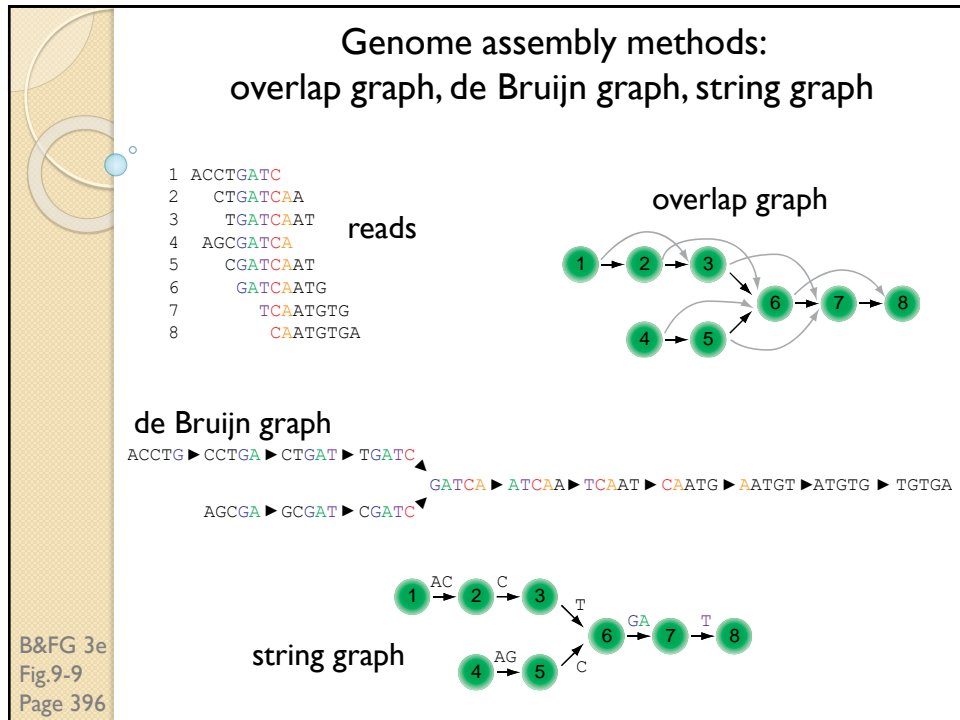 Genome assembly methods:
overlap graph, de Bruijn graph, string graph
1 ACCTGATC
2 CTGATCAA
3 TGATCAAT
4 AGCGATCA
5 CGATCAAT
6 GATCAATG
7 TCAATGTG
8 CAATGTGA
reads
overlap graph
1 2 3
6 7 8
4 5
de Bruijn graph
ACCTG ► CCTGA ► CTGAT ► TGATC
GATCA ► ATCAA ► TCAAT ► CAATG ► AATGT ► ATGTG ► TGTGA
AGCGA ► GCGAT ► CGATC
AC C
1 2 3
T
GA T
6 7 8
string graph
AG
4 5
C
B&FG 3e
Fig.9-9
Page 396